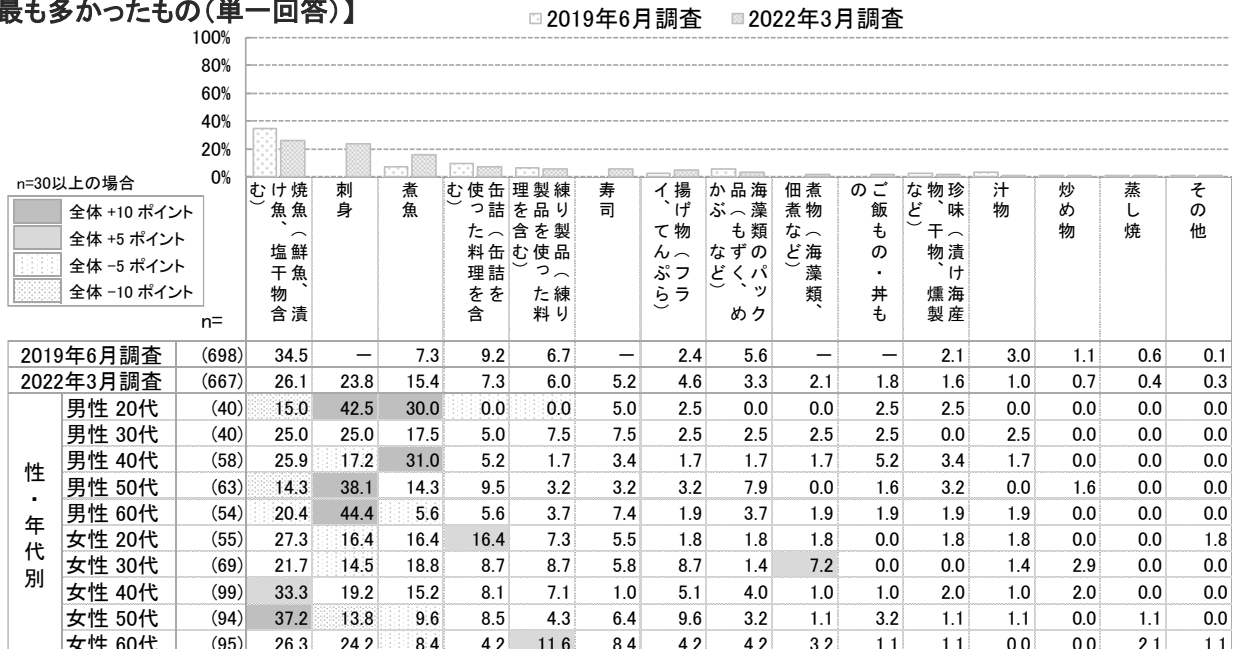 最も多かったもの（単一回答）】
2019年6月調査 2022年3月調査
100%
80%
60%
40%
20%
0%
n=30以上の場合
全体 +10 ポイント
全体 +5 ポイント
全体 -5 ポイント
全体 -10 ポイント
n=
焼魚（鮮魚、漬
け魚、塩干物含
む）
刺身
煮魚
缶詰（缶詰を
使った料理を含
む）
練り製品（練り
製品を使った料
理を含む）
寿司
揚げ物（フラ
イ、てんぷら）
海藻類のパック
品（もずく、め
かぶ など）
煮物（海藻類、
佃煮など）
ご飯もの・丼も
の
珍味（漬け海産
物、干物、燻製
など）
汁物
炒め物
蒸し焼
その他
2019年6月調査 (698) 34.5 － 7.3 9.2 6.7 － 2.4 5.6 － － 2.1 3.0 1.1 0.6 0.1
2022年3月調査 (667) 26.1 23.8 15.4 7.3 6.0 5.2 4.6 3.3 2.1 1.8 1.6 1.0 0.7 0.4 0.3
性・年代別
男性 20代 (40) 15.0 42.5 30.0 0.0 0.0 5.0 2.5 0.0 0.0 2.5 2.5 0.0 0.0 0.0 0.0
男性 30代 (40) 25.0 25.0 17.5 5.0 7.5 7.5 2.5 2.5 2.5 2.5 0.0 2.5 0.0 0.0 0.0
男性 40代 (58) 25.9 17.2 31.0 5.2 1.7 3.4 1.7 1.7 1.7 5.2 3.4 1.7 0.0 0.0 0.0
男性 50代 (63) 14.3 38.1 14.3 9.5 3.2 3.2 3.2 7.9 0.0 1.6 3.2 0.0 1.6 0.0 0.0
男性 60代 (54) 20.4 44.4 5.6 5.6 3.7 7.4 1.9 3.7 1.9 1.9 1.9 1.9 0.0 0.0 0.0
女性 20代 (55) 27.3 16.4 16.4 16.4 7.3 5.5 1.8 1.8 1.8 0.0 1.8 1.8 0.0 0.0 1.8
女性 30代 (69) 21.7 14.5 18.8 8.7 8.7 5.8 8.7 1.4 7.2 0.0 0.0 1.4 2.9 0.0 0.0
女性 40代 (99) 33.3 19.2 15.2 8.1 7.1 1.0 5.1 4.0 1.0 1.0 2.0 1.0 2.0 0.0 0.0
女性 50代 (94) 37.2 13.8 9.6 8.5 4.3 6.4 9.6 3.2 1.1 3.2 1.1 1.1 0.0 1.1 0.0
女性 60代 (95) 26.3 24.2 8.4 4.2 11.6 8.4 4.2 4.2 3.2 1.1 1.1 0.0 0.0 2.1 1.1